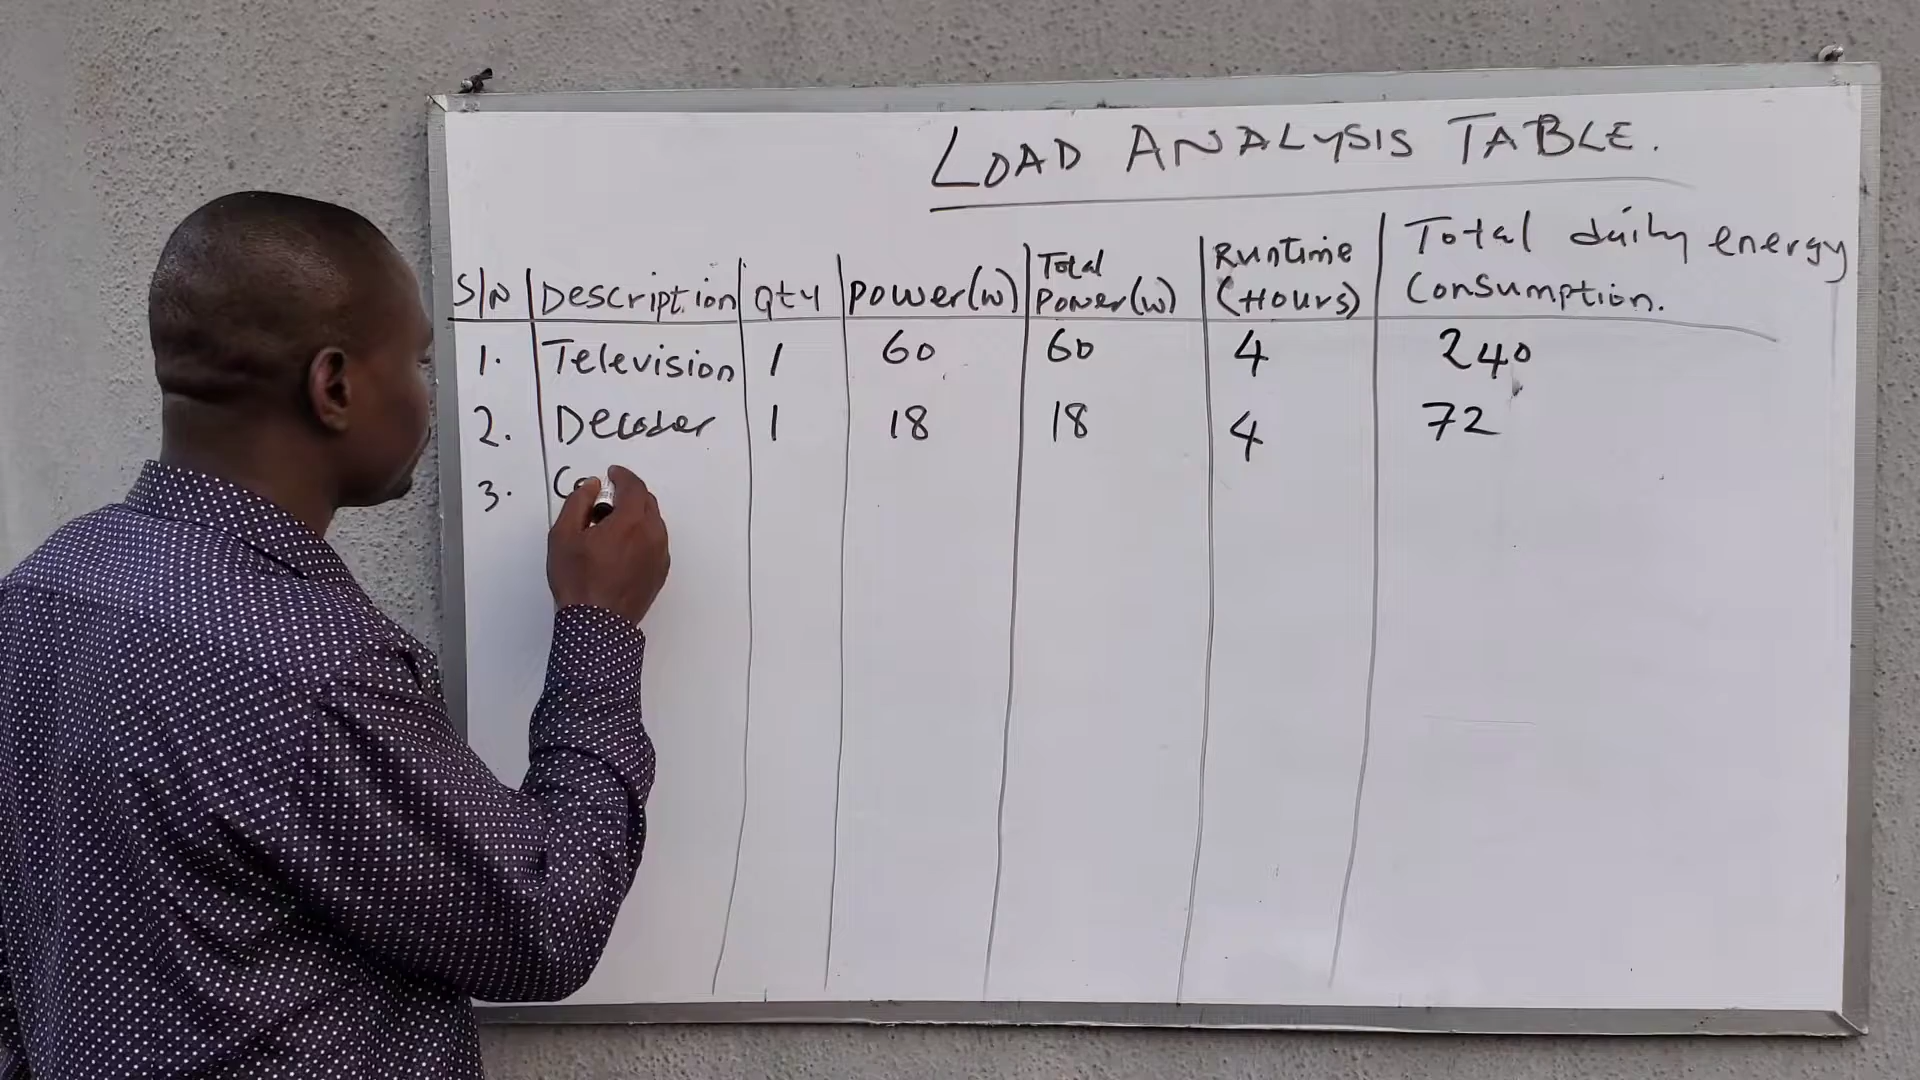 LOAD ANALYSIS TABLE.
S/N Description Qty Power(W) Total Power(W) Runtime (Hours) Total daily energy Consumption.
1. Television 1 60 60 4 240
2. Decoder 1 18 18 4 72
3. Ce